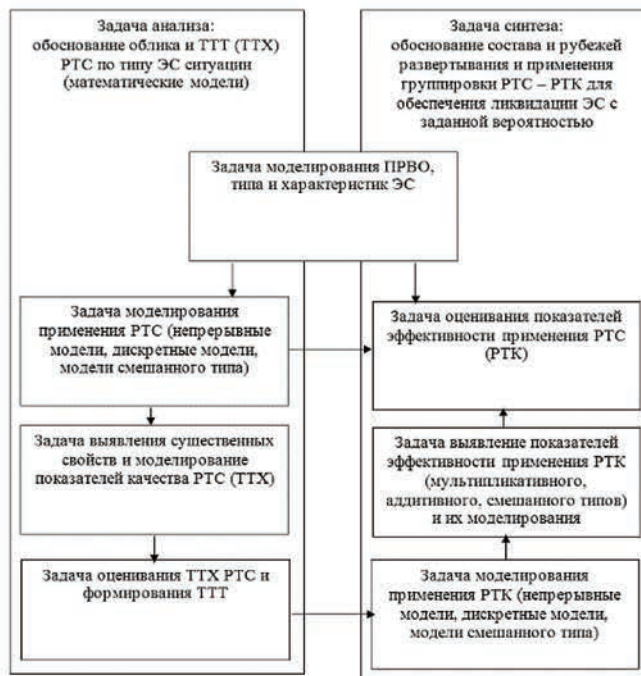 Задача анализа:
обоснование облика и ТТТ (ТТХ)
РТС по типу ЭС ситуации
(математические модели)
Задача синтеза:
обоснование состава и рубежей
развертывания и применения
группировки РТС – РТК для
обеспечения ликвидации ЭС с
заданной вероятностью
Задача моделирования ПРВО,
типа и характеристик ЭС
Задача моделирования
применения РТС (непрерывные
модели, дискретные модели,
модели смешанного типа)
Задача оценивания показателей
эффективности применения РТС
(РТК)
Задача выявления существенных
свойств и моделирование
показателей качества РТС (ТТХ)
Задача выявление показателей
эффективности применения РТК
(мультипликативного,
аддитивного, смешанного типов)
и их моделирования
Задача оценивания ТТХ РТС и
формирования ТТТ
Задача моделирования
применения РТК (непрерывные
модели, дискретные модели,
модели смешанного типа)